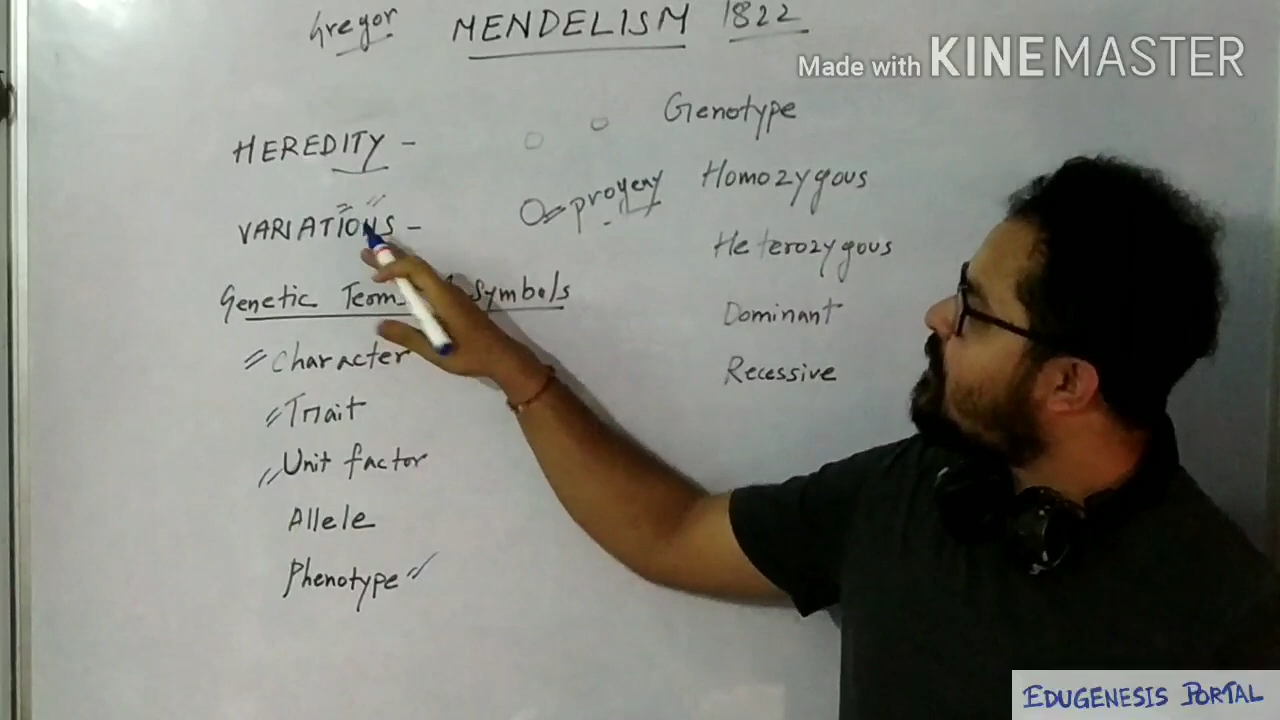 Gregor MENDELISM 1822
Made with KINEMASTER
HEREDITY -
VARIATIONS -
Genetic Terms Symbols
Character
Trait
Unit factor
Allele
Phenotype
progeny
Genotype
Homozygous
Heterozygous
Dominant
Recessive
EDUGENESIS PORTAL